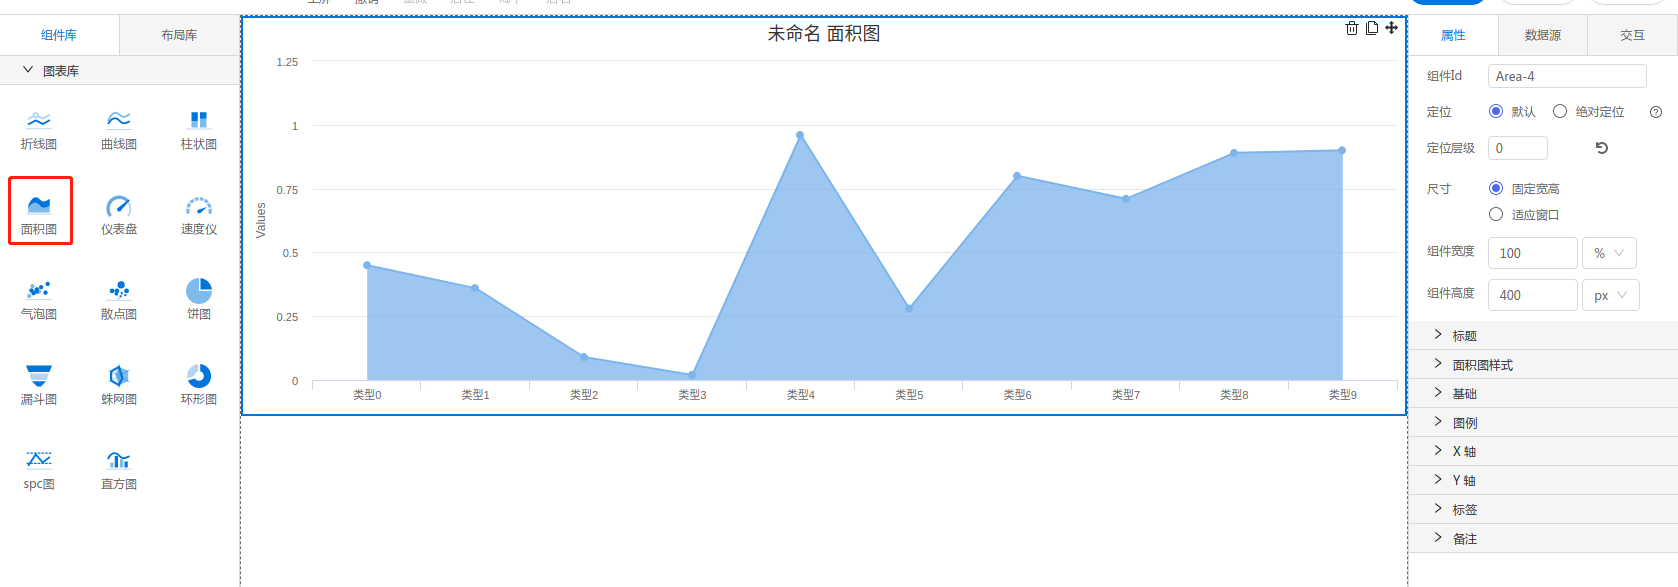 组件库
布局库
图表库
折线图
曲线图
柱状图
面积图
仪表盘
速度仪
气泡图
散点图
饼图
漏斗图
蛛网图
环形图
spc图
直方图
未命名 面积图
Values
1.25
1
0.75
0.5
0.25
0
类型0
类型1
类型2
类型3
类型4
类型5
类型6
类型7
类型8
类型9
属性
数据源
交互
组件Id
Area-4
定位
默认
绝对定位
?
定位层级
0
尺寸
固定宽高
适应窗口
组件宽度
100
%
组件高度
400
px
标题
面积图样式
基础
图例
X 轴
Y 轴
标签
备注